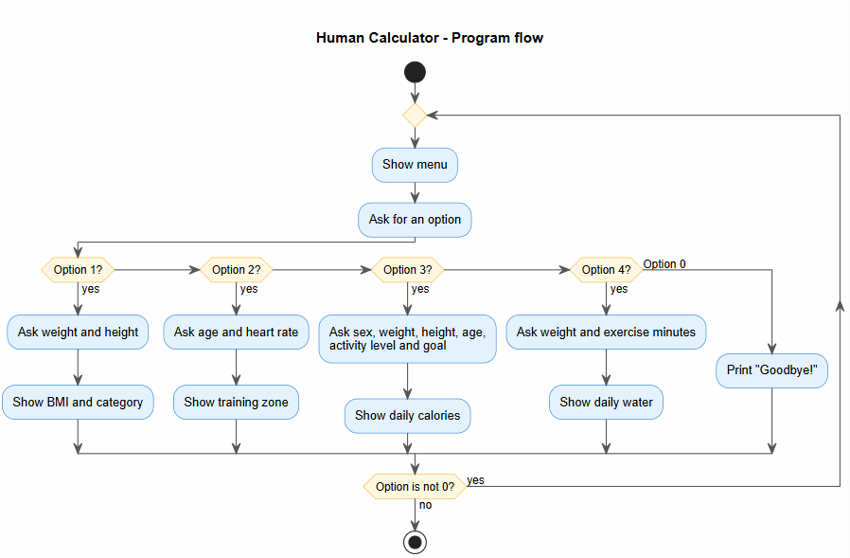 Human Calculator - Program flow
Show menu
Ask for an option
Option 1?
Option 2?
Option 3?
Option 4?
Option 0
yes
yes
yes
yes
Ask weight and height
Ask age and heart rate
Ask sex, weight, height, age,
activity level and goal
Ask weight and exercise minutes
Print "Goodbye!"
Show BMI and category
Show training zone
Show daily calories
Show daily water
Option is not 0?
yes
no